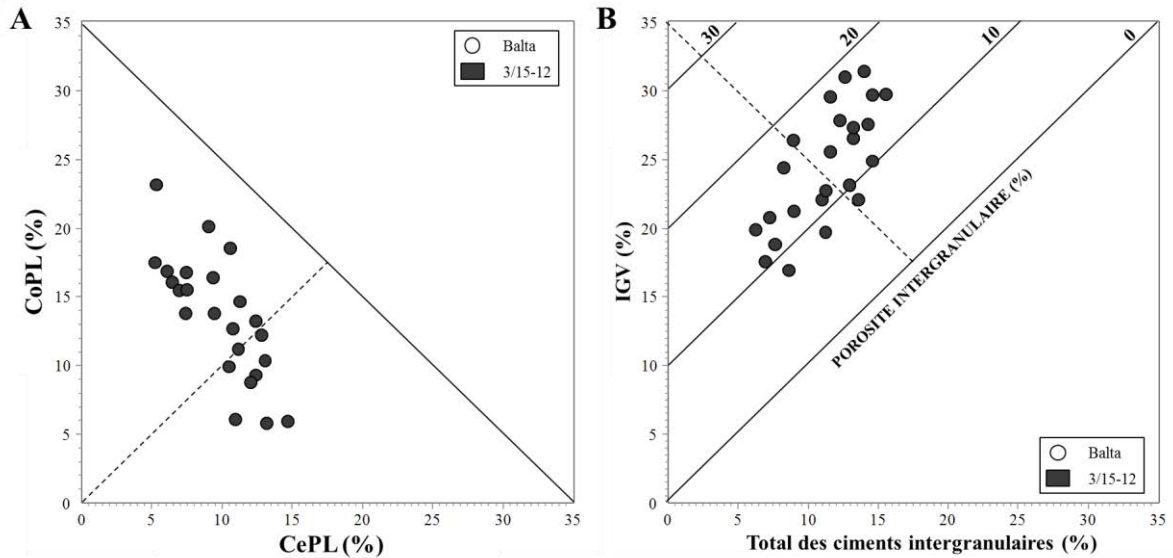 A
35
30
25
20
15
10
5
0
CoPL (%)
0 5 10 15 20 25 30 35
CePL (%)
Balta
3/15-12
B
35
30
25
20
15
10
5
0
IGV (%)
30 20 10 0
POROSITE INTERGRANULAIRE (%)
Balta
3/15-12
0 5 10 15 20 25 30 35
Total des ciments intergranulaires (%)